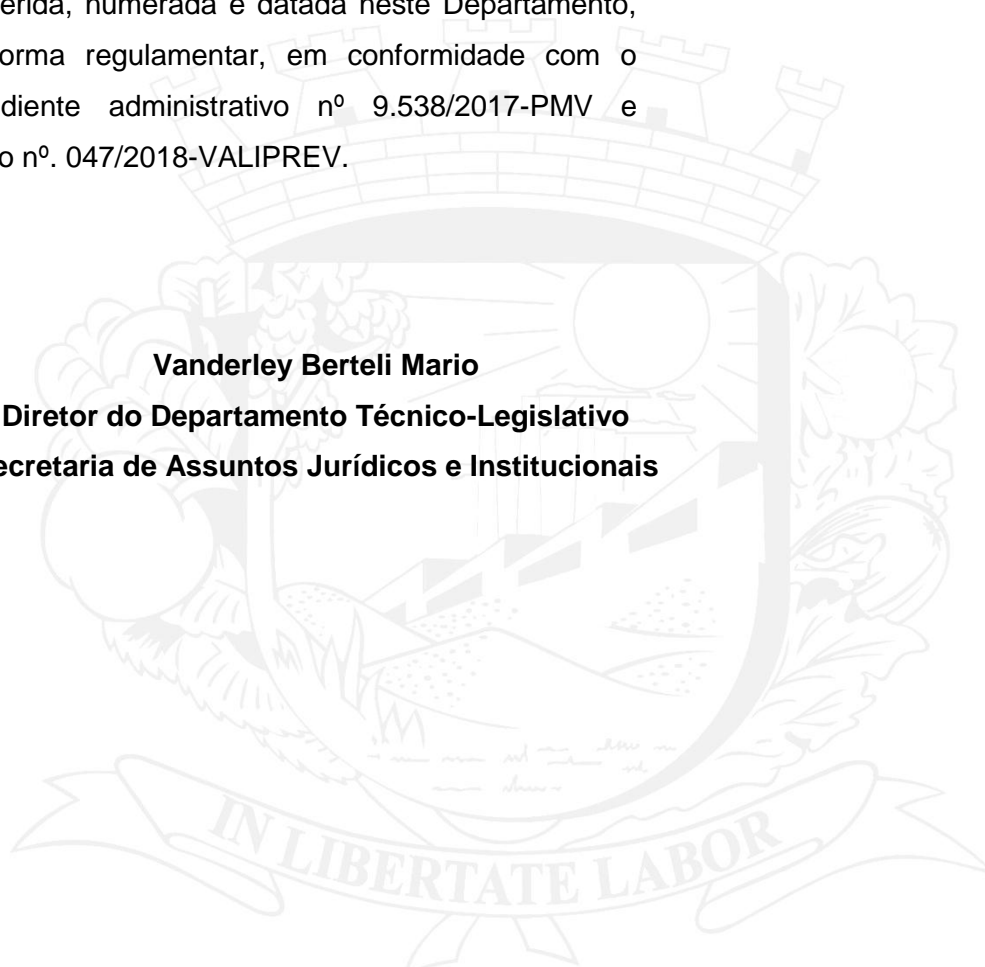 erida, numerada e datada neste Departamento,
orma regulamentar, em conformidade com o
diente administrativo nº 9.538/2017-PMV e
o nº. 047/2018-VALIPREV.
Vanderley Berteli Mario
Diretor do Departamento Técnico-Legislativo
ecretaria de Assuntos Jurídicos e Institucionais
IN LIBERTATE LABOR